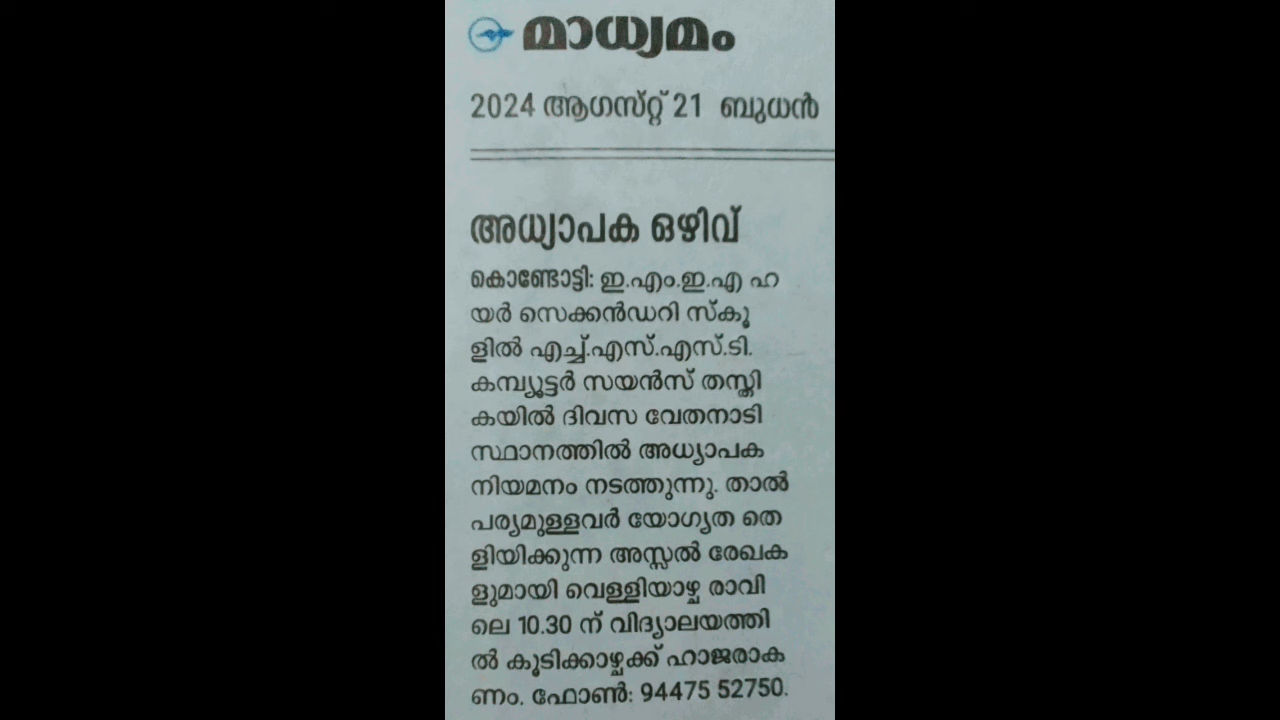 മാധ്യമം
2024 ആഗസ്റ്റ് 21 ബുധൻ
അധ്യാപക ഒഴിവ്
കൊണ്ടോട്ടി: ഇ.എം.ഇ.എ ഹ
യർ സെക്കൻഡറി സ്കൂ
ളിൽ എച്ച്.എസ്.എസ്.ടി.
കമ്പ്യൂട്ടർ സയൻസ് തസ്തി
കയിൽ ദിവസ വേതനാടി
സ്ഥാനത്തിൽ അധ്യാപക
നിയമനം നടത്തുന്നു. താൽ
പര്യമുള്ളവർ യോഗ്യത തെ
ളിയിക്കുന്ന അസ്സൽ രേഖക
ളുമായി വെള്ളിയാഴ്ച രാവി
ലെ 10.30 ന് വിദ്യാലയത്തി
ൽ കൂടിക്കാഴ്ചക്ക് ഹാജരാക
ണം. ഫോൺ: 94475 52750.